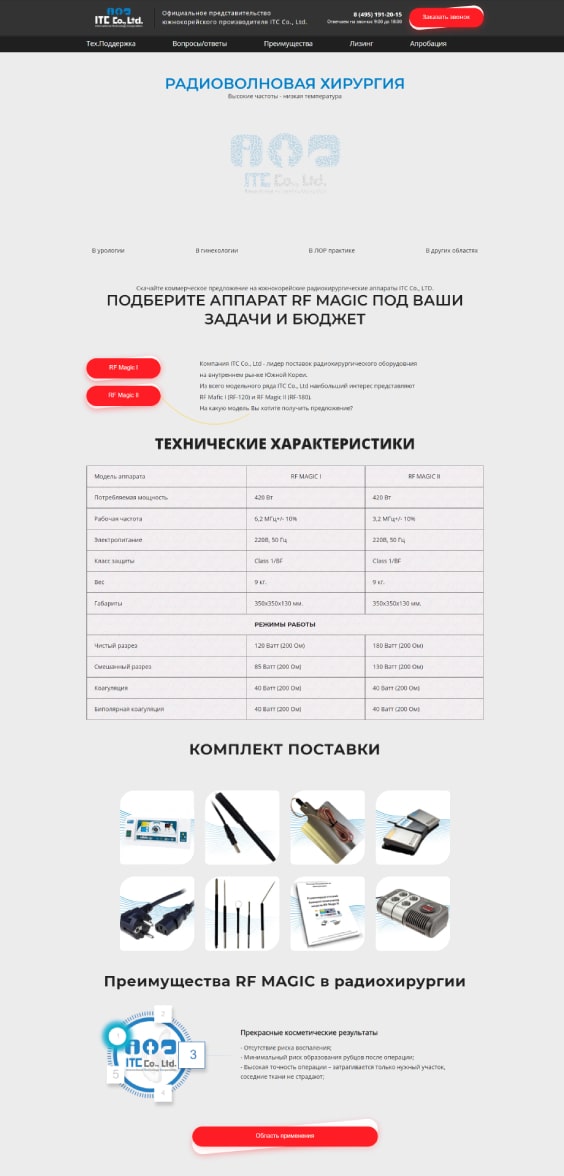 ITC Co., Ltd.
Официальное представительство
южнокорейского производителя ITC Co., Ltd.
8 (495) 191-20-15
Отвечаем на звонки 9:00 до 18:00
Заказать звонок
Тех.Поддержка Вопросы/ответы Преимущества Лизинг Апробация
РАДИОВОЛНОВАЯ ХИРУРГИЯ
Высокие частоты - низкая температура
ITC Co., Ltd.
В урологии В гинекологии В ЛОР практике В других областях
Скачайте коммерческое предложение на южнокорейские радиохирургические аппараты ITC Co., LTD.
ПОДБЕРИТЕ АППАРАТ RF MAGIC ПОД ВАШИ
ЗАДАЧИ И БЮДЖЕТ
RF Magic I
RF Magic II
Компания ITC Co., Ltd - лидер поставок радиохирургического оборудовния
на внутреннем рынке Южной Кореи.
Из всего модельного ряда ITC Co., Ltd наибольший интерес представляют
RF Mafic I (RF-120) и RF Magic II (RF-180).
На какую модель Вы хотите получить предложение?
ТЕХНИЧЕСКИЕ ХАРАКТЕРИСТИКИ
Модель аппарата RF MAGIC I RF MAGIC II
Потребляемая мощность 420 Вт 420 Вт
Рабочая частота 6,2 МГц+/- 10% 3,2 МГц+/- 10%
Электропитание 220В, 50 Гц 220В, 50 Гц
Класс защиты Class 1/BF Class 1/BF
Вес 9 кг. 9 кг.
Габариты 350х350х130 мм. 350х350х130 мм.
РЕЖИМЫ РАБОТЫ
Чистый разрез 120 Ватт (200 Ом) 180 Ватт (200 Ом)
Смешанный разрез 85 Ватт (200 Ом) 130 Ватт (200 Ом)
Коагуляция 40 Ватт (200 Ом) 40 Ватт (200 Ом)
Биполярная коагуляция 40 Ватт (200 Ом) 40 Ватт (200 Ом)
КОМПЛЕКТ ПОСТАВКИ
Преимущества RF MAGIC в радиохирургии
2
3
4
5
ITC Co., Ltd.
Прекрасные косметические результаты
- Отсутствие риска воспаления;
- Минимальный риск образования рубцов после операции;
- Высокая точность операции – затрагивается только нужный участок,
соседние ткани не страдают;
Область применения